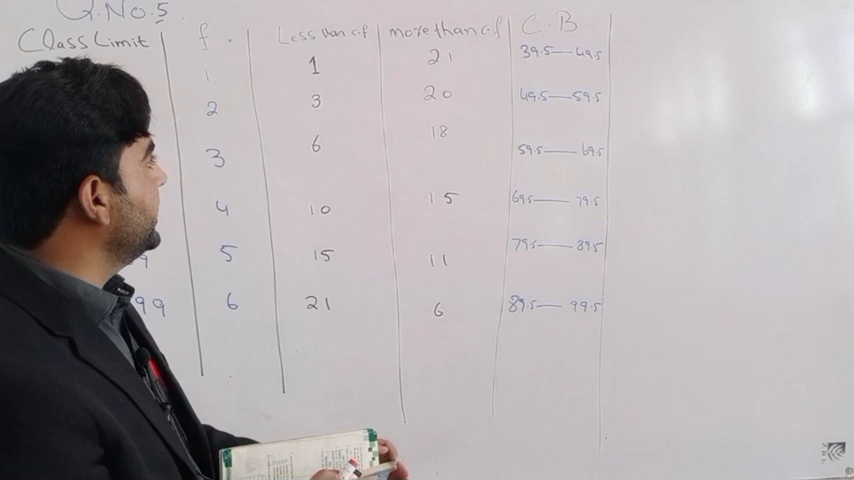 Q.No.5
Class Limit f. Less than c.f more than c.f C.B
1 1 21 39.5—49.5
2 3 20 49.5—59.5
3 6 18 59.5—69.5
4 10 15 69.5—79.5
9 5 15 11 79.5—89.5
99 6 21 6 89.5—99.5